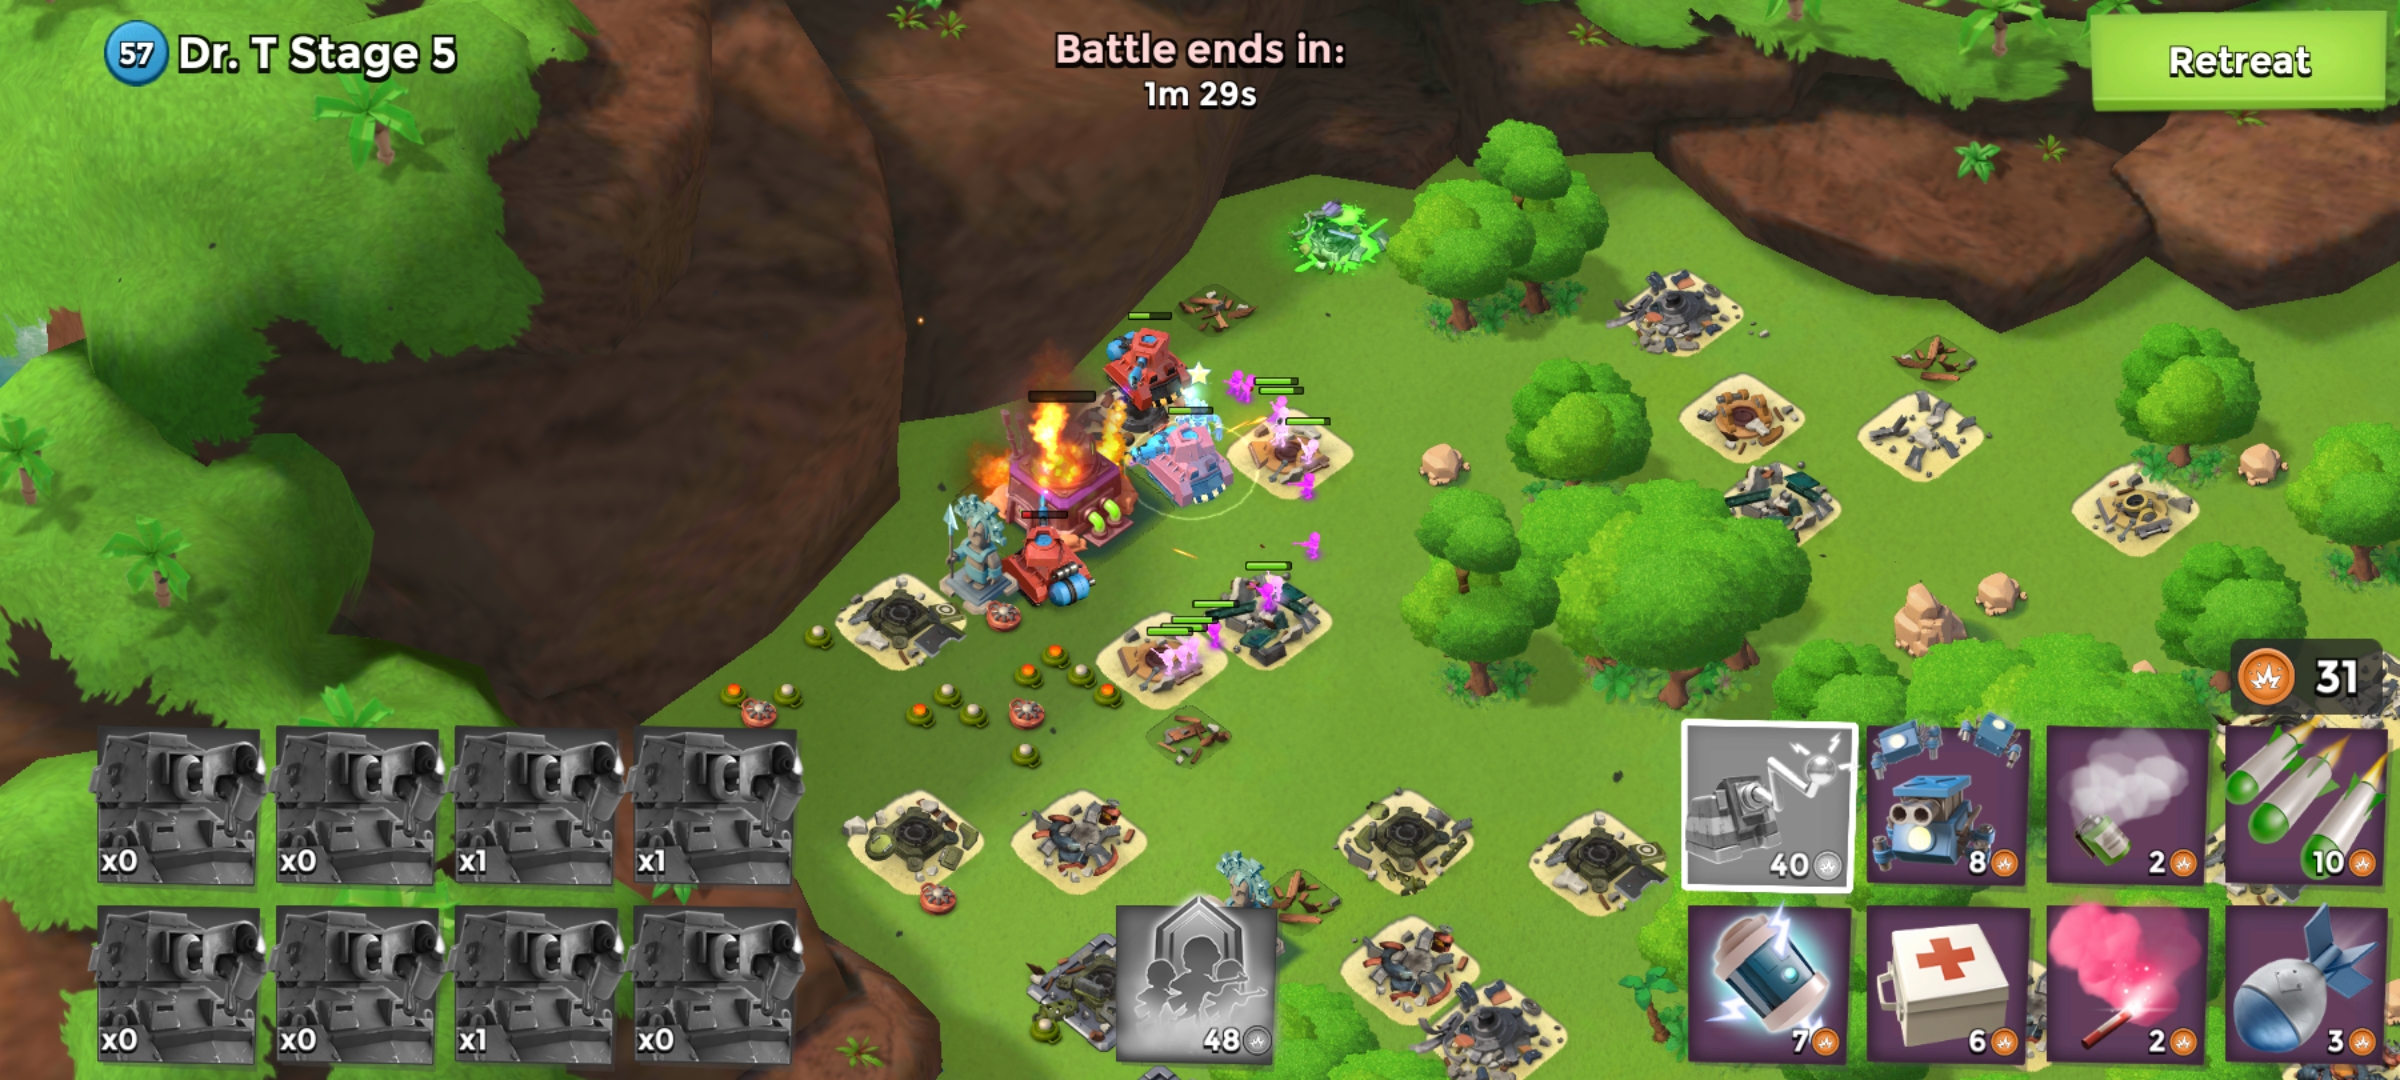 57 Dr. T Stage 5
Battle ends in:
1m 29s
Retreat
31
x0 x0 x1 x1
40 8 2 10
x0 x0 x1 x0
48
7 6 2 3